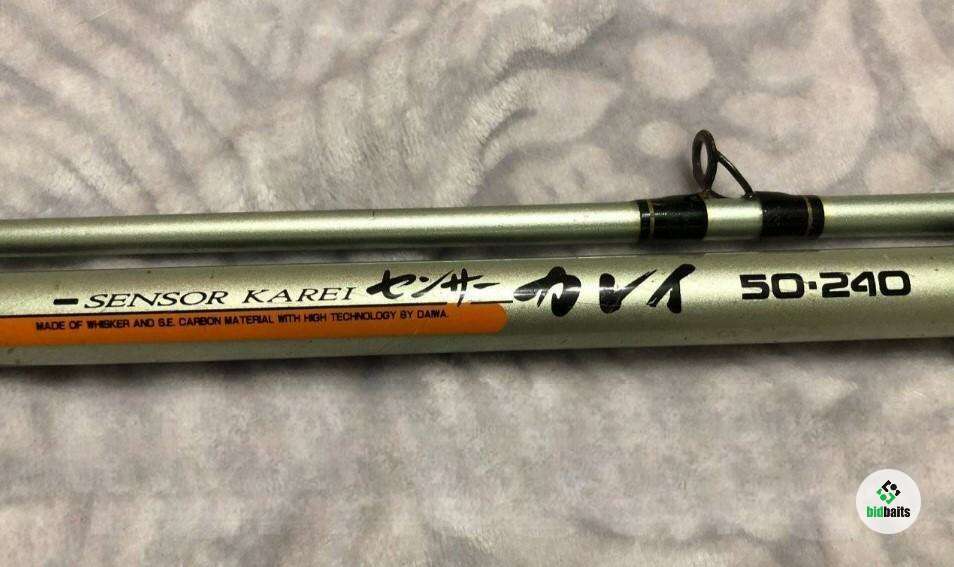 SENSOR KAREI センサーカレイ 50·240
MADE OF WHISKER AND S.E. CARBON MATERIAL WITH HIGH TECHNOLOGY BY DAIWA.
bidbaits